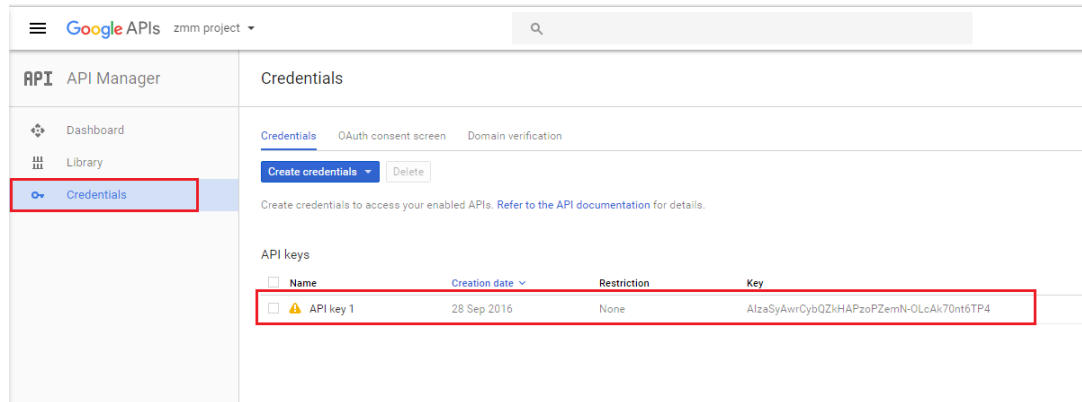 Google APIs zmm project
API API Manager
Credentials
Dashboard
Library
Credentials
Credentials OAuth consent screen Domain verification
Create credentials Delete
Create credentials to access your enabled APIs. Refer to the API documentation for details.
API keys
Name Creation date Restriction Key
API key 1 28 Sep 2016 None AIzaSyAwrCybQZkHAPzoPZemN-OLcAk70nt6TP4